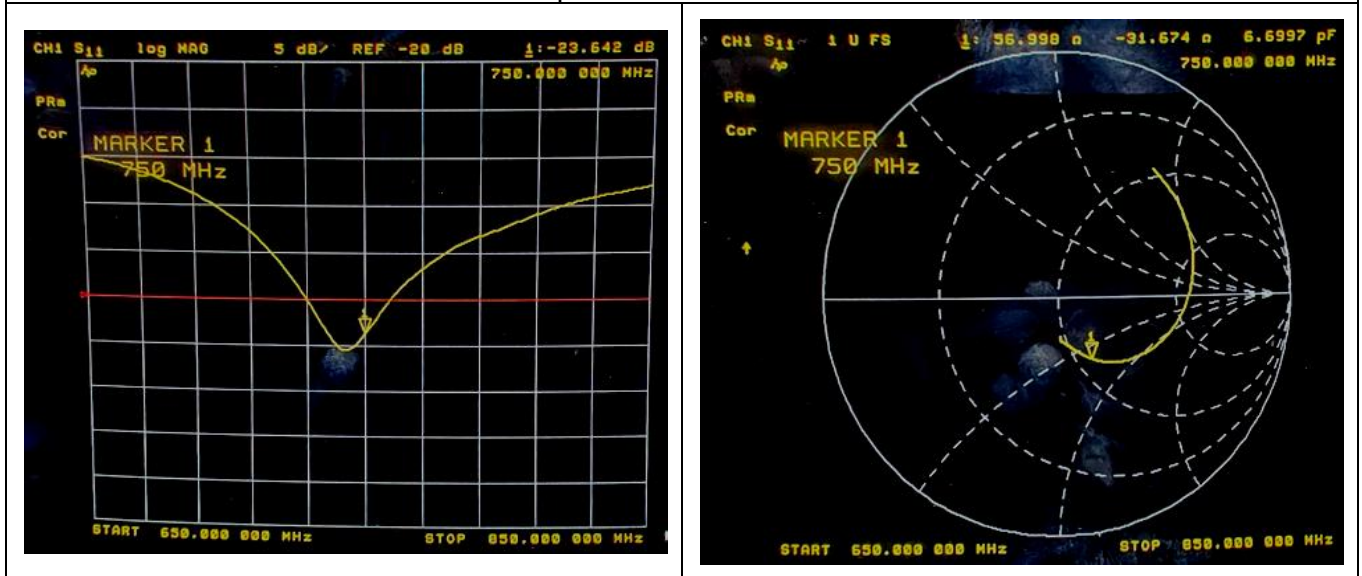 CH1 S11 log MAG 5 dB/ REF -20 dB 1:-23.642 dB
750.000 000 MHz
PRm
Cor
MARKER 1
750 MHz
START 650.000 000 MHz STOP 850.000 000 MHz
CH1 S11 1 U FS 1: 56.998 Ω -31.674 Ω 6.6997 pF
750.000 000 MHz
PRm
Cor
MARKER 1
750 MHz
START 650.000 000 MHz STOP 850.000 000 MHz